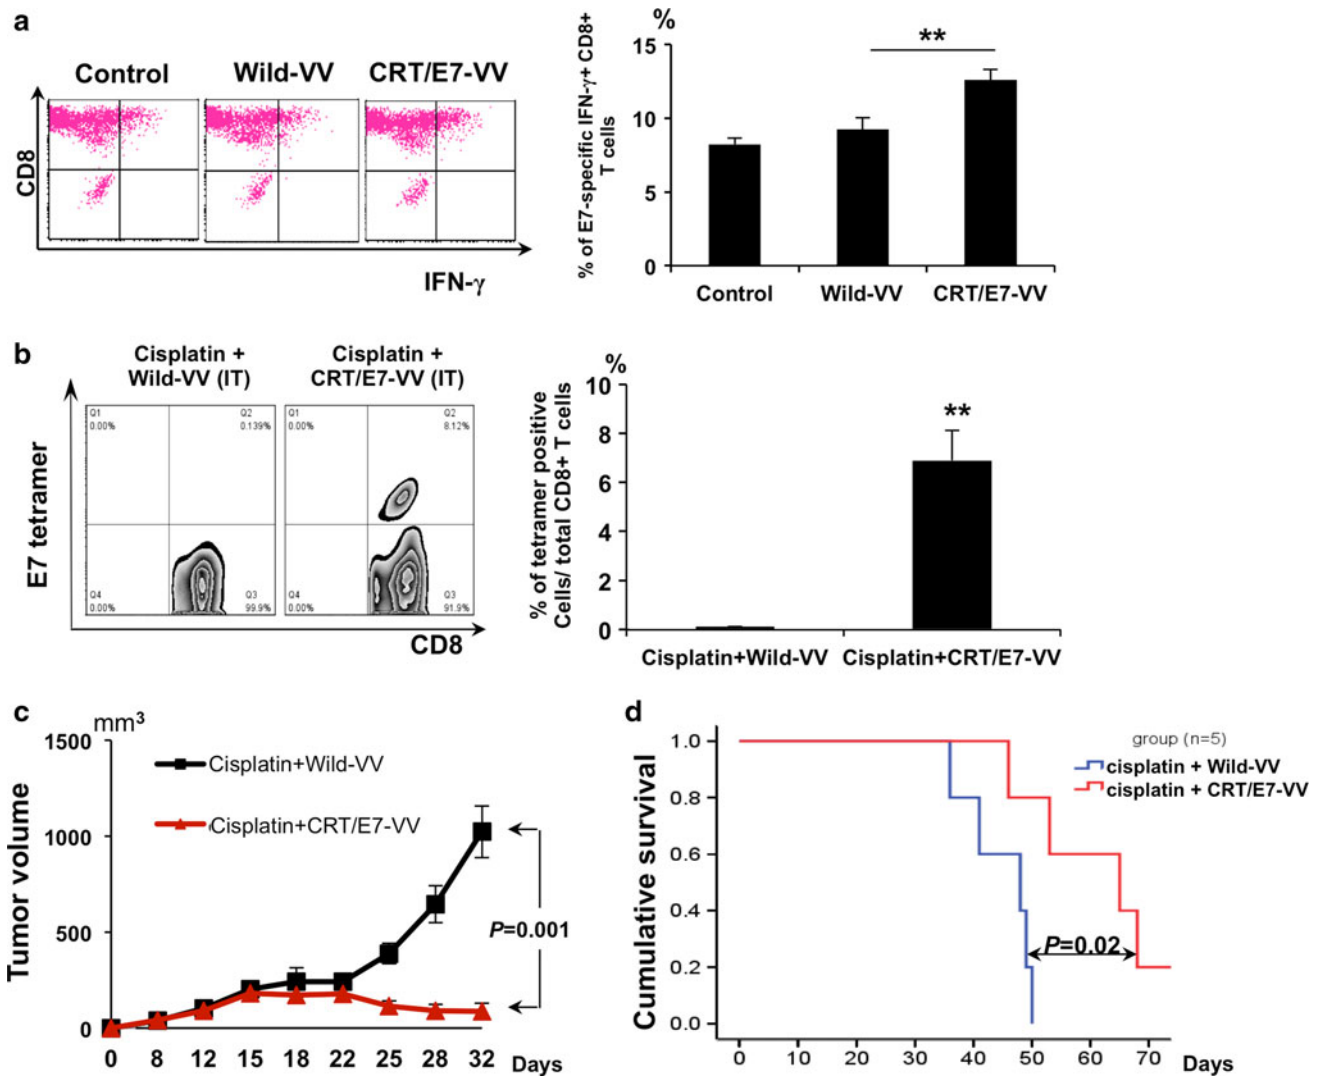 a
Control
Wild-VV
CRT/E7-VV
CD8
IFN-γ
%
% of E7-specific IFN-γ+ CD8+
T cells
15
10
5
0
**
Control
Wild-VV
CRT/E7-VV
b
Cisplatin +
Wild-VV (IT)
Cisplatin +
CRT/E7-VV (IT)
E7 tetramer
Q1
0.00%
Q2
0.139%
Q4
0.00%
Q3
99.9%
Q1
0.00%
Q2
8.12%
Q4
0.00%
Q3
91.9%
CD8
%
% of tetramer positive
Cells/ total CD8+ T cells
10
8
6
4
2
0
**
Cisplatin+Wild-VV
Cisplatin+CRT/E7-VV
c
mm3
Tumor volume
1500
1000
500
0
Cisplatin+Wild-VV
Cisplatin+CRT/E7-VV
P=0.001
0 8 12 15 18 22 25 28 32 Days
d
Cumulative survival
1.0
0.8
0.6
0.4
0.2
0.0
group (n=5)
cisplatin + Wild-VV
cisplatin + CRT/E7-VV
P=0.02
0 10 20 30 40 50 60 70 Days